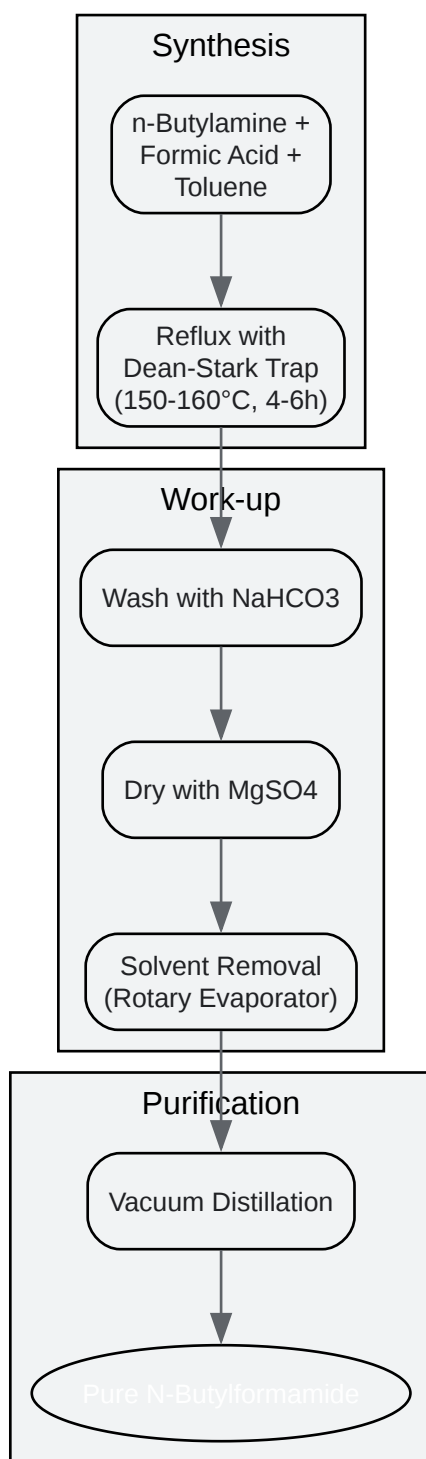 Synthesis
n-Butylamine +
Formic Acid +
Toluene
Reflux with
Dean-Stark Trap
(150-160°C, 4-6h)
Work-up
Wash with NaHCO3
Dry with MgSO4
Solvent Removal
(Rotary Evaporator)
Purification
Vacuum Distillation
Pure N-Butylformamide